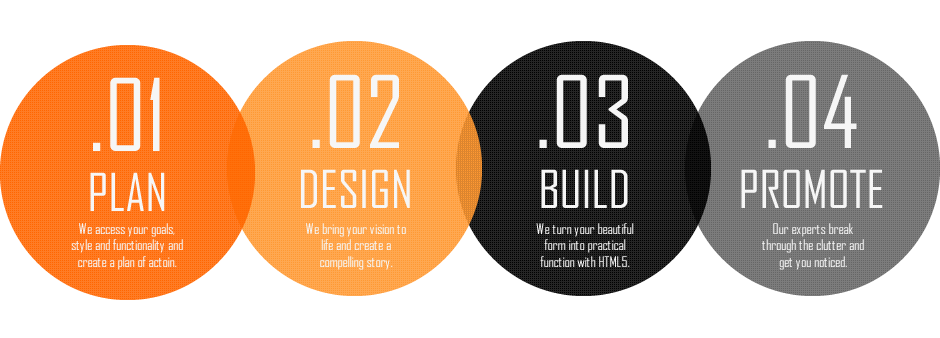 .01
PLAN
We access your goals,
style and functionality and
create a plan of actoin.
.02
DESIGN
We bring your vision to
life and create a
compelling story.
.03
BUILD
We turn your beautiful
form into practical
function with HTML5.
.04
PROMOTE
Our experts break
through the clutter and
get you noticed.